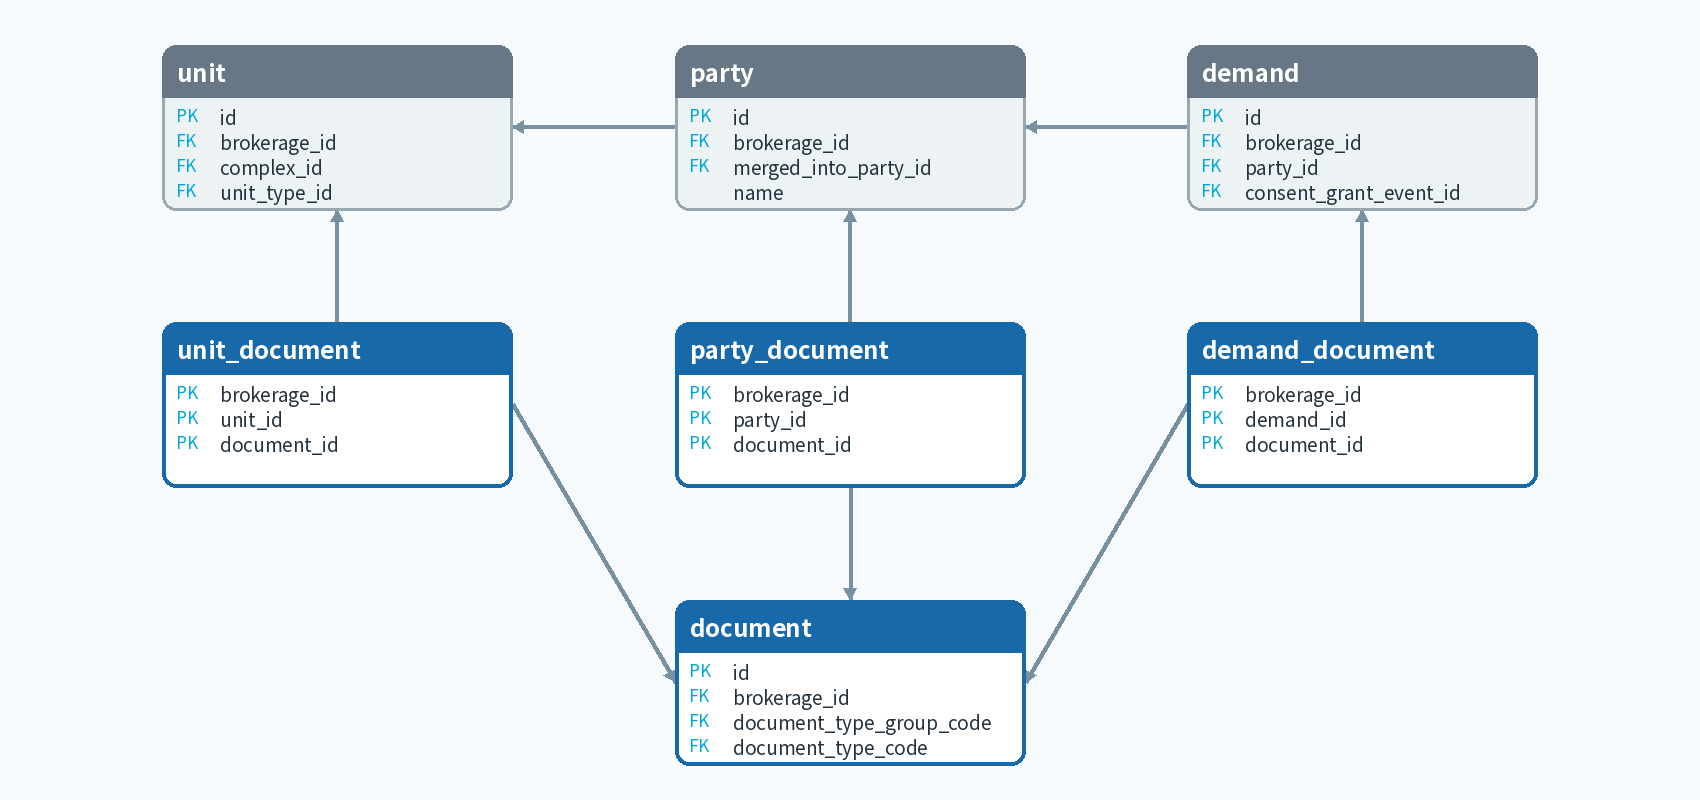 unit
PK id
FK brokerage_id
FK complex_id
FK unit_type_id
party
PK id
FK brokerage_id
FK merged_into_party_id
name
demand
PK id
FK brokerage_id
FK party_id
FK consent_grant_event_id
unit_document
PK brokerage_id
PK unit_id
PK document_id
party_document
PK brokerage_id
PK party_id
PK document_id
demand_document
PK brokerage_id
PK demand_id
PK document_id
document
PK id
FK brokerage_id
FK document_type_group_code
FK document_type_code